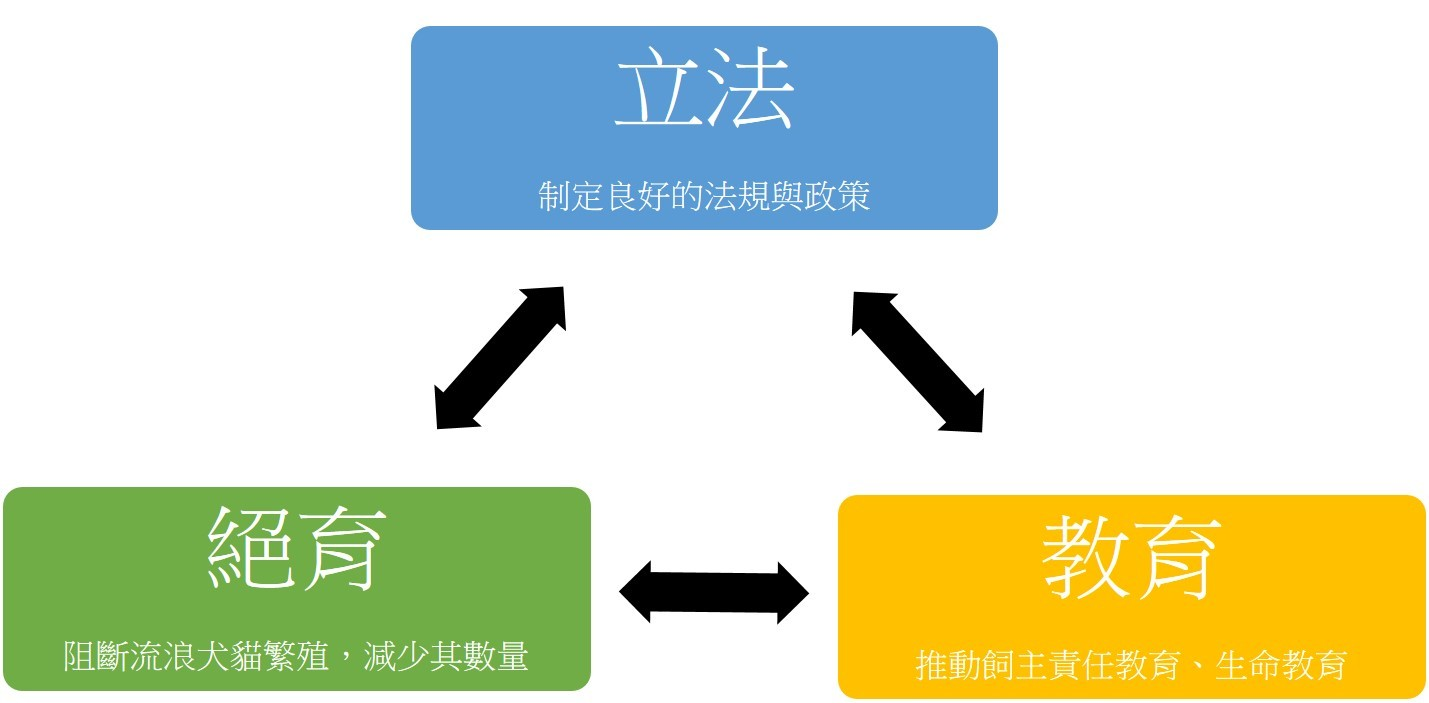 立法
制定良好的法規與政策
絕育
阻斷流浪犬貓繁殖，減少其數量
教育
推動飼主責任教育、生命教育